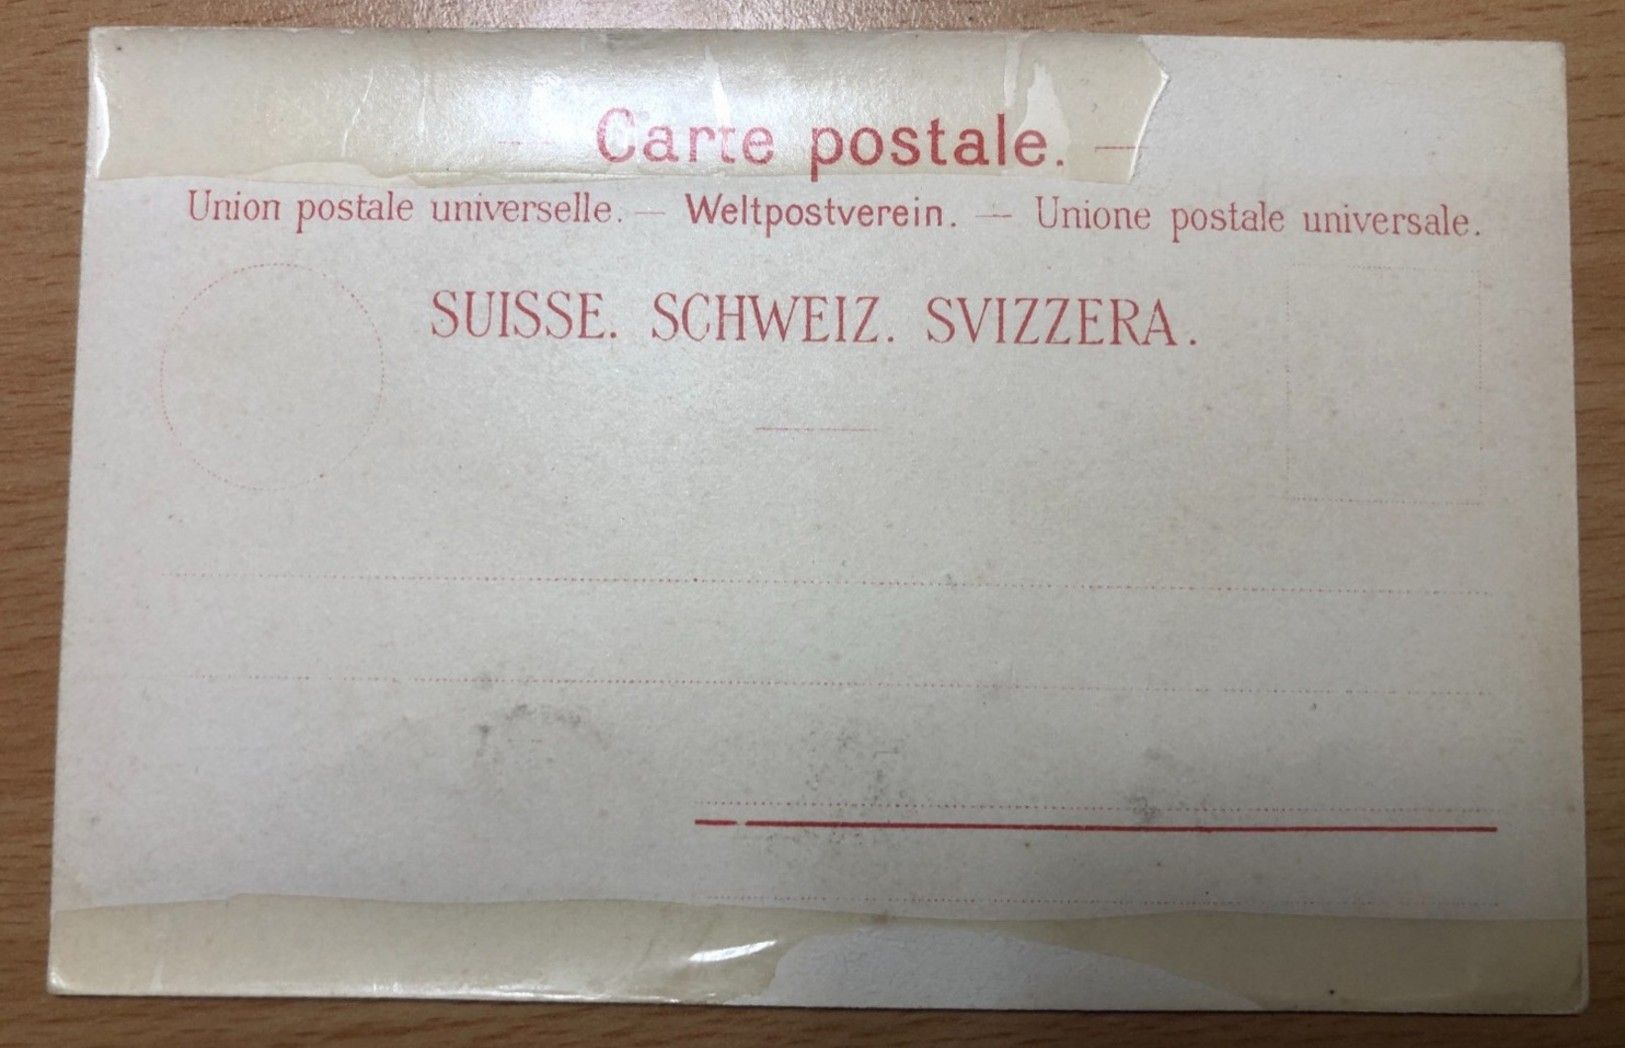 — Carte postale. —
Union postale universelle. — Weltpostverein. — Unione postale universale.
SUISSE. SCHWEIZ. SVIZZERA.